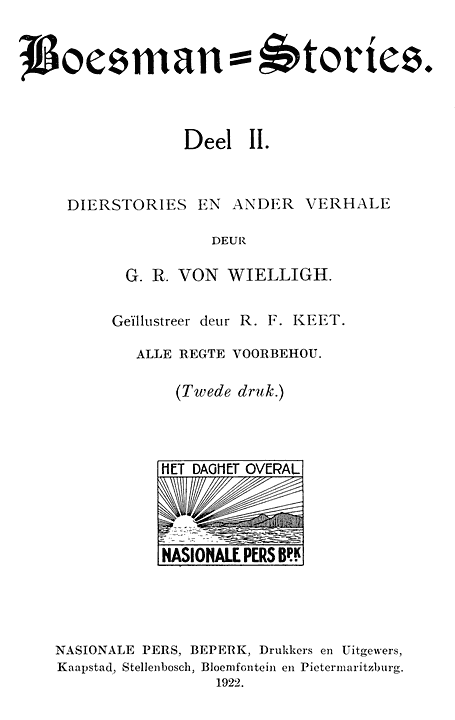 Boesman=Stories.
Deel II.
DIERSTORIES EN ANDER VERHALE
DEUR
G. R. VON WIELLIGH.
Geïllustreer deur R. F. KEET.
ALLE REGTE VOORBEHOU.
(Twede druk.)
HET DAGHET OVERAL
NASIONALE PERS BPK
NASIONALE PERS, BEPERK, Drukkers en Uitgewers,
Kaapstad, Stellenbosch, Bloemfontein en Pietermaritzburg.
1922.